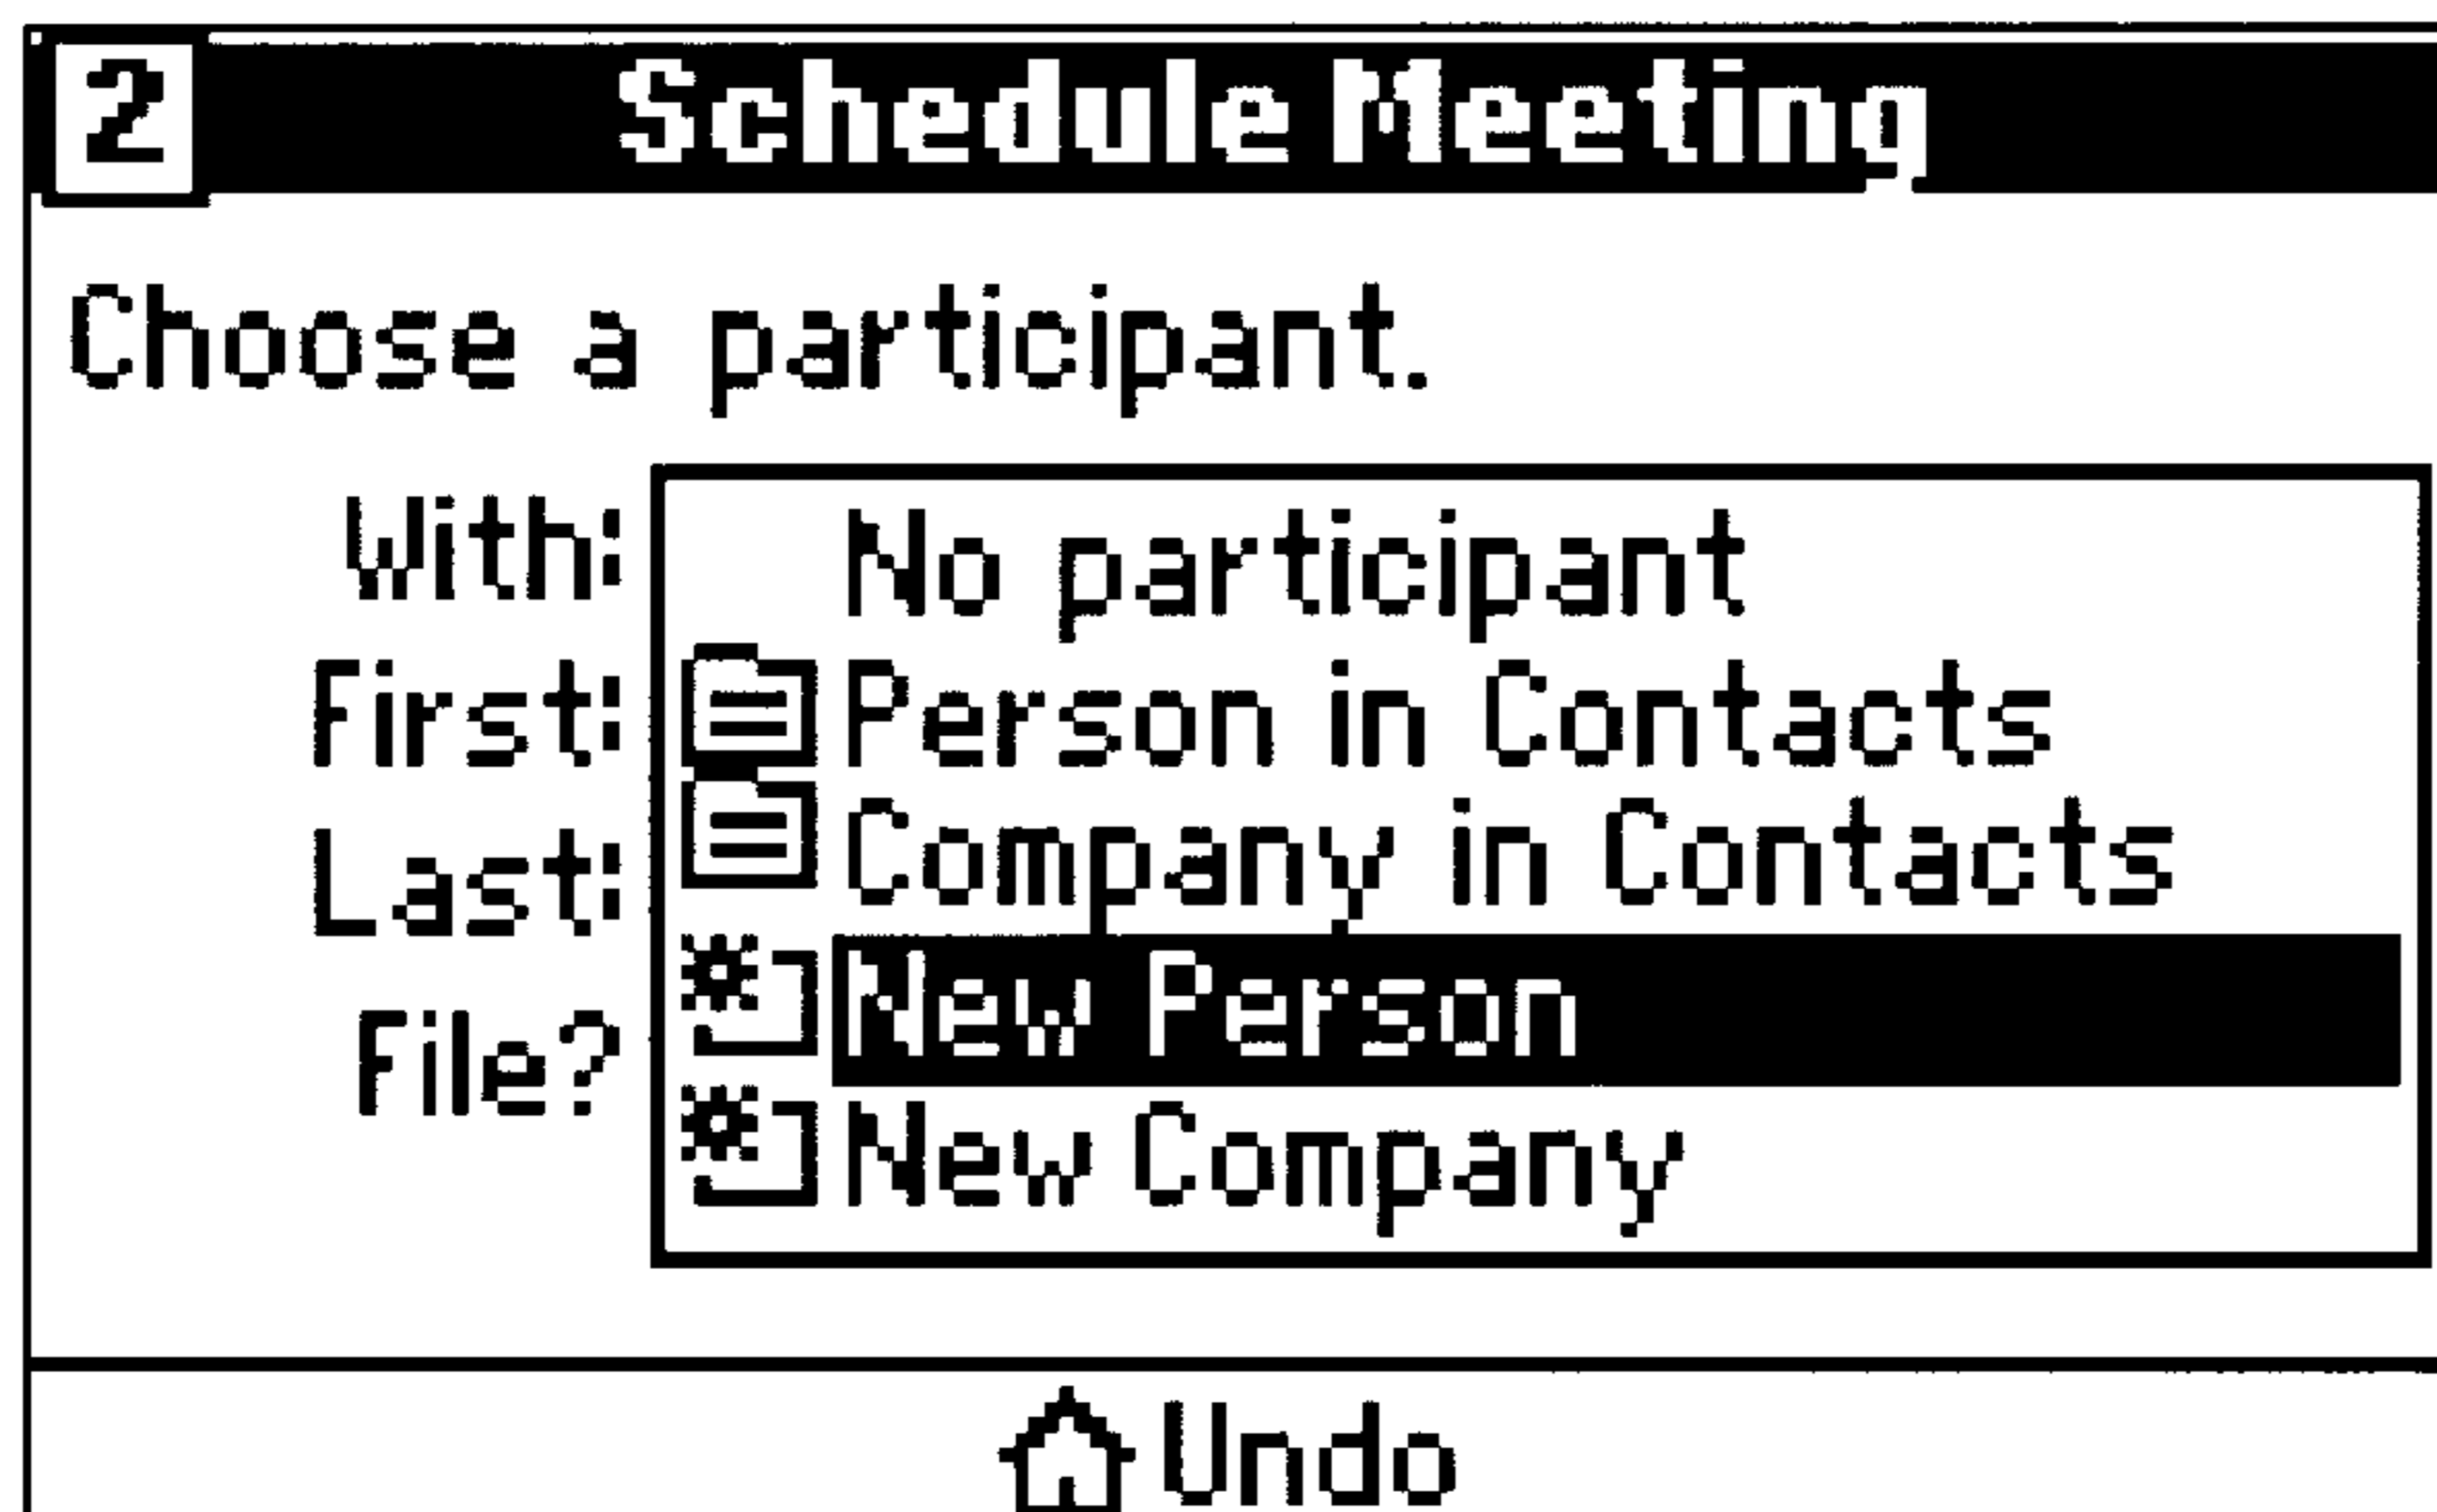 2 Schedule Meeting
Choose a participant.
With: No participant
First: Person in Contacts
Last: Company in Contacts
New Person
File?
New Company
Undo